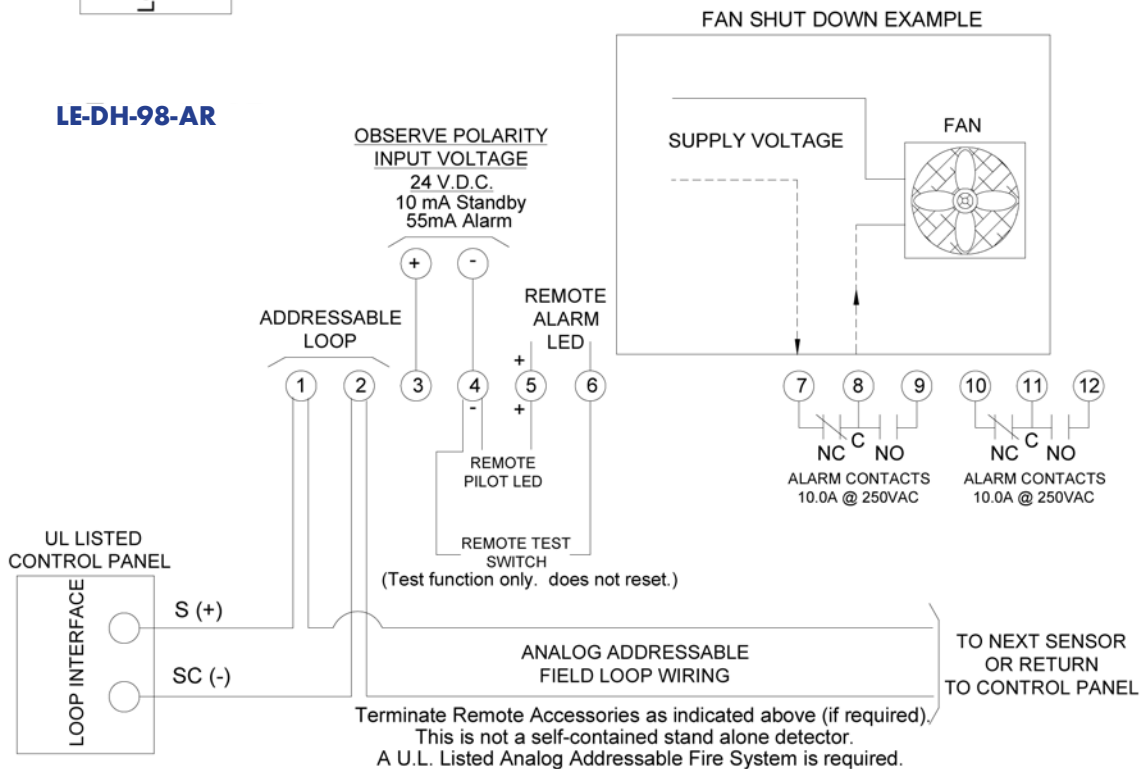 L
FAN SHUT DOWN EXAMPLE
LE-DH-98-AR
OBSERVE POLARITY
INPUT VOLTAGE
24 V.D.C.
10 mA Standby
55mA Alarm
SUPPLY VOLTAGE
FAN
+ -
ADDRESSABLE
LOOP
REMOTE
ALARM
LED
+
1 2 3 4 5 6 7 8 9 10 11 12
- +
NC C NO
NC C NO
REMOTE
PILOT LED
ALARM CONTACTS
10.0A @ 250VAC
ALARM CONTACTS
10.0A @ 250VAC
REMOTE TEST
SWITCH
(Test function only. does not reset.)
UL LISTED
CONTROL PANEL
LOOP INTERFACE
S (+)
SC (-)
ANALOG ADDRESSABLE
FIELD LOOP WIRING
TO NEXT SENSOR
OR RETURN
TO CONTROL PANEL
Terminate Remote Accessories as indicated above (if required).
This is not a self-contained stand alone detector.
A U.L. Listed Analog Addressable Fire System is required.